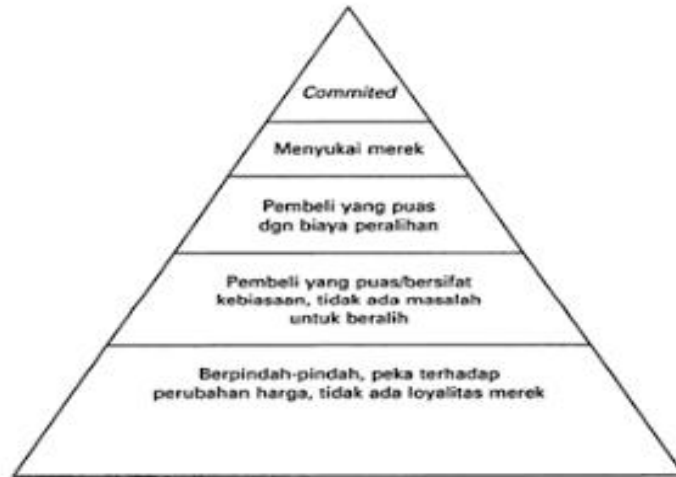 Commited
Menyukai merek
Pembeli yang puas
dgn biaya peralihan
Pembeli yang puas/bersifat
kebiasaan, tidak ada masalah
untuk beralih
Berpindah-pindah, peka terhadap
perubahan harga, tidak ada loyalitas merek